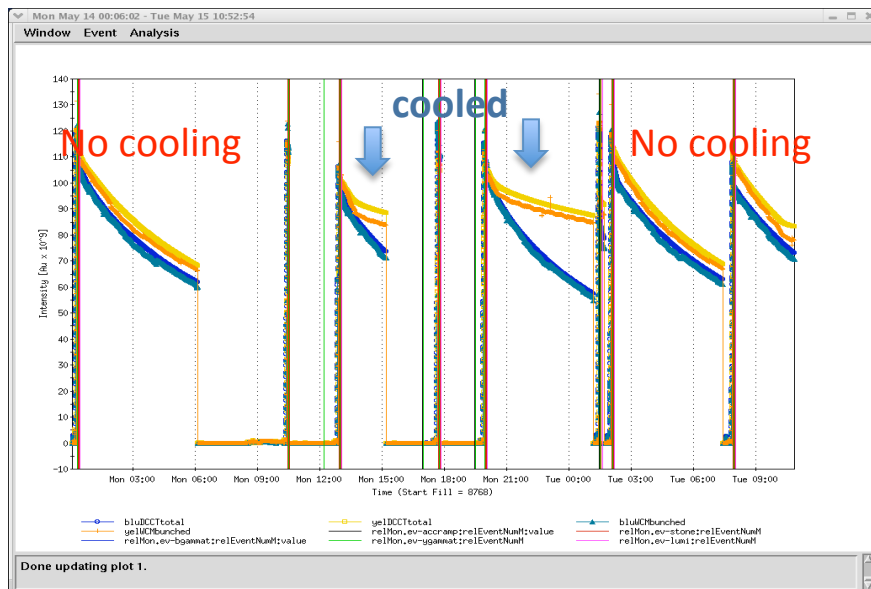 Mon May 14 00:06:02 - Tue May 15 10:52:54
Window Event Analysis
140
130
120
110
100
90
80
70
60
50
40
30
20
10
0
-10
Intensity [Au x 10^9]
No cooling
cooled
No cooling
Mon 03:00 Mon 06:00 Mon 09:00 Mon 12:00 Mon 15:00 Mon 18:00 Mon 21:00 Tue 00:00 Tue 03:00 Tue 06:00 Tue 09:00
Time (Start Fill = 8768)
bluDCCTtotal yelDCCTtotal bluWCMbunched
yelWCMbunched relMon.ev-accramp:relEventNumM:value relMon.ev-stone:relEventNumM
relMon.ev-bgammat:relEventNumM:value relMon.ev-ygammat:relEventNumM relMon.ev-lumi:relEventNumM
Done updating plot 1.